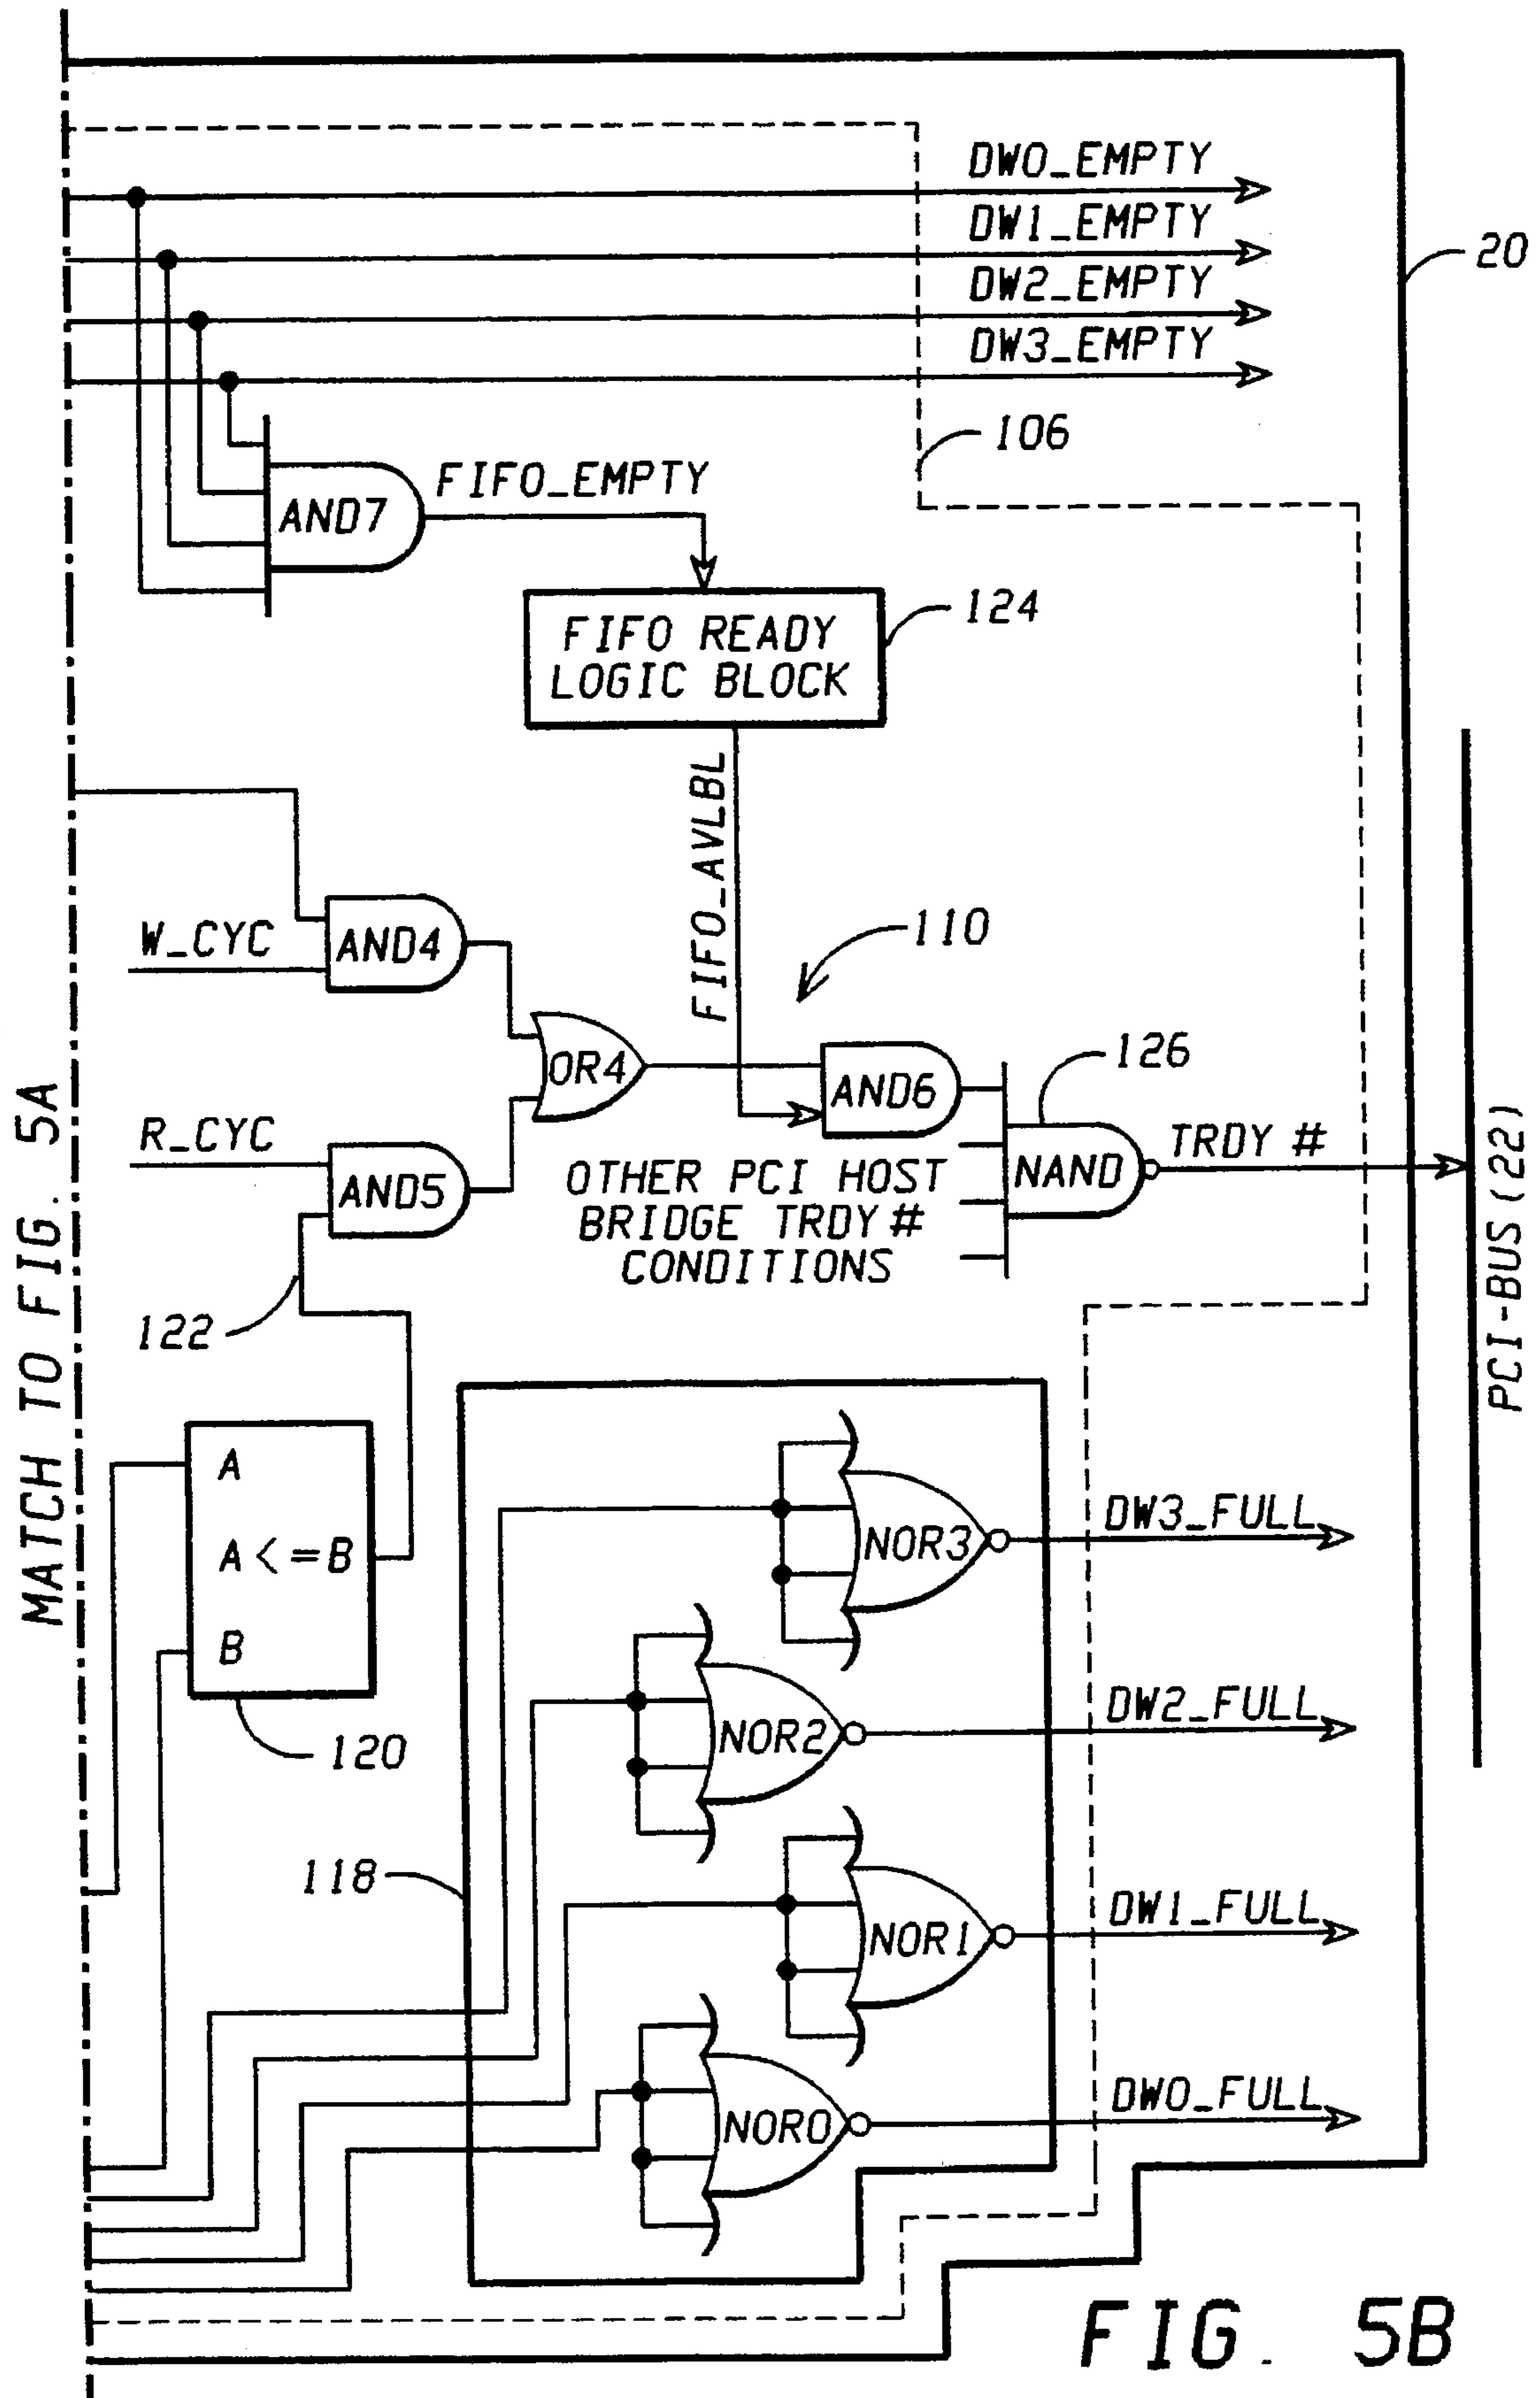 DW0_EMPTY
DW1_EMPTY
20
DW2_EMPTY
DW3_EMPTY
106
FIFO_EMPTY
AND7
124
FIFO READY
LOGIC BLOCK
FIFO_AVLBL
W_CYC
AND4
110
OR4
126
AND6
R_CYC
AND5
TRDY #
NAND
OTHER PCI HOST
BRIDGE TRDY #
CONDITIONS
PCI-BUS (22)
122
MATCH TO FIG. 5A
A
A <= B
B
120
NOR3
DW3_FULL
NOR2
DW2_FULL
118
NOR1
DW1_FULL
NOR0
DW0_FULL
FIG. 5B